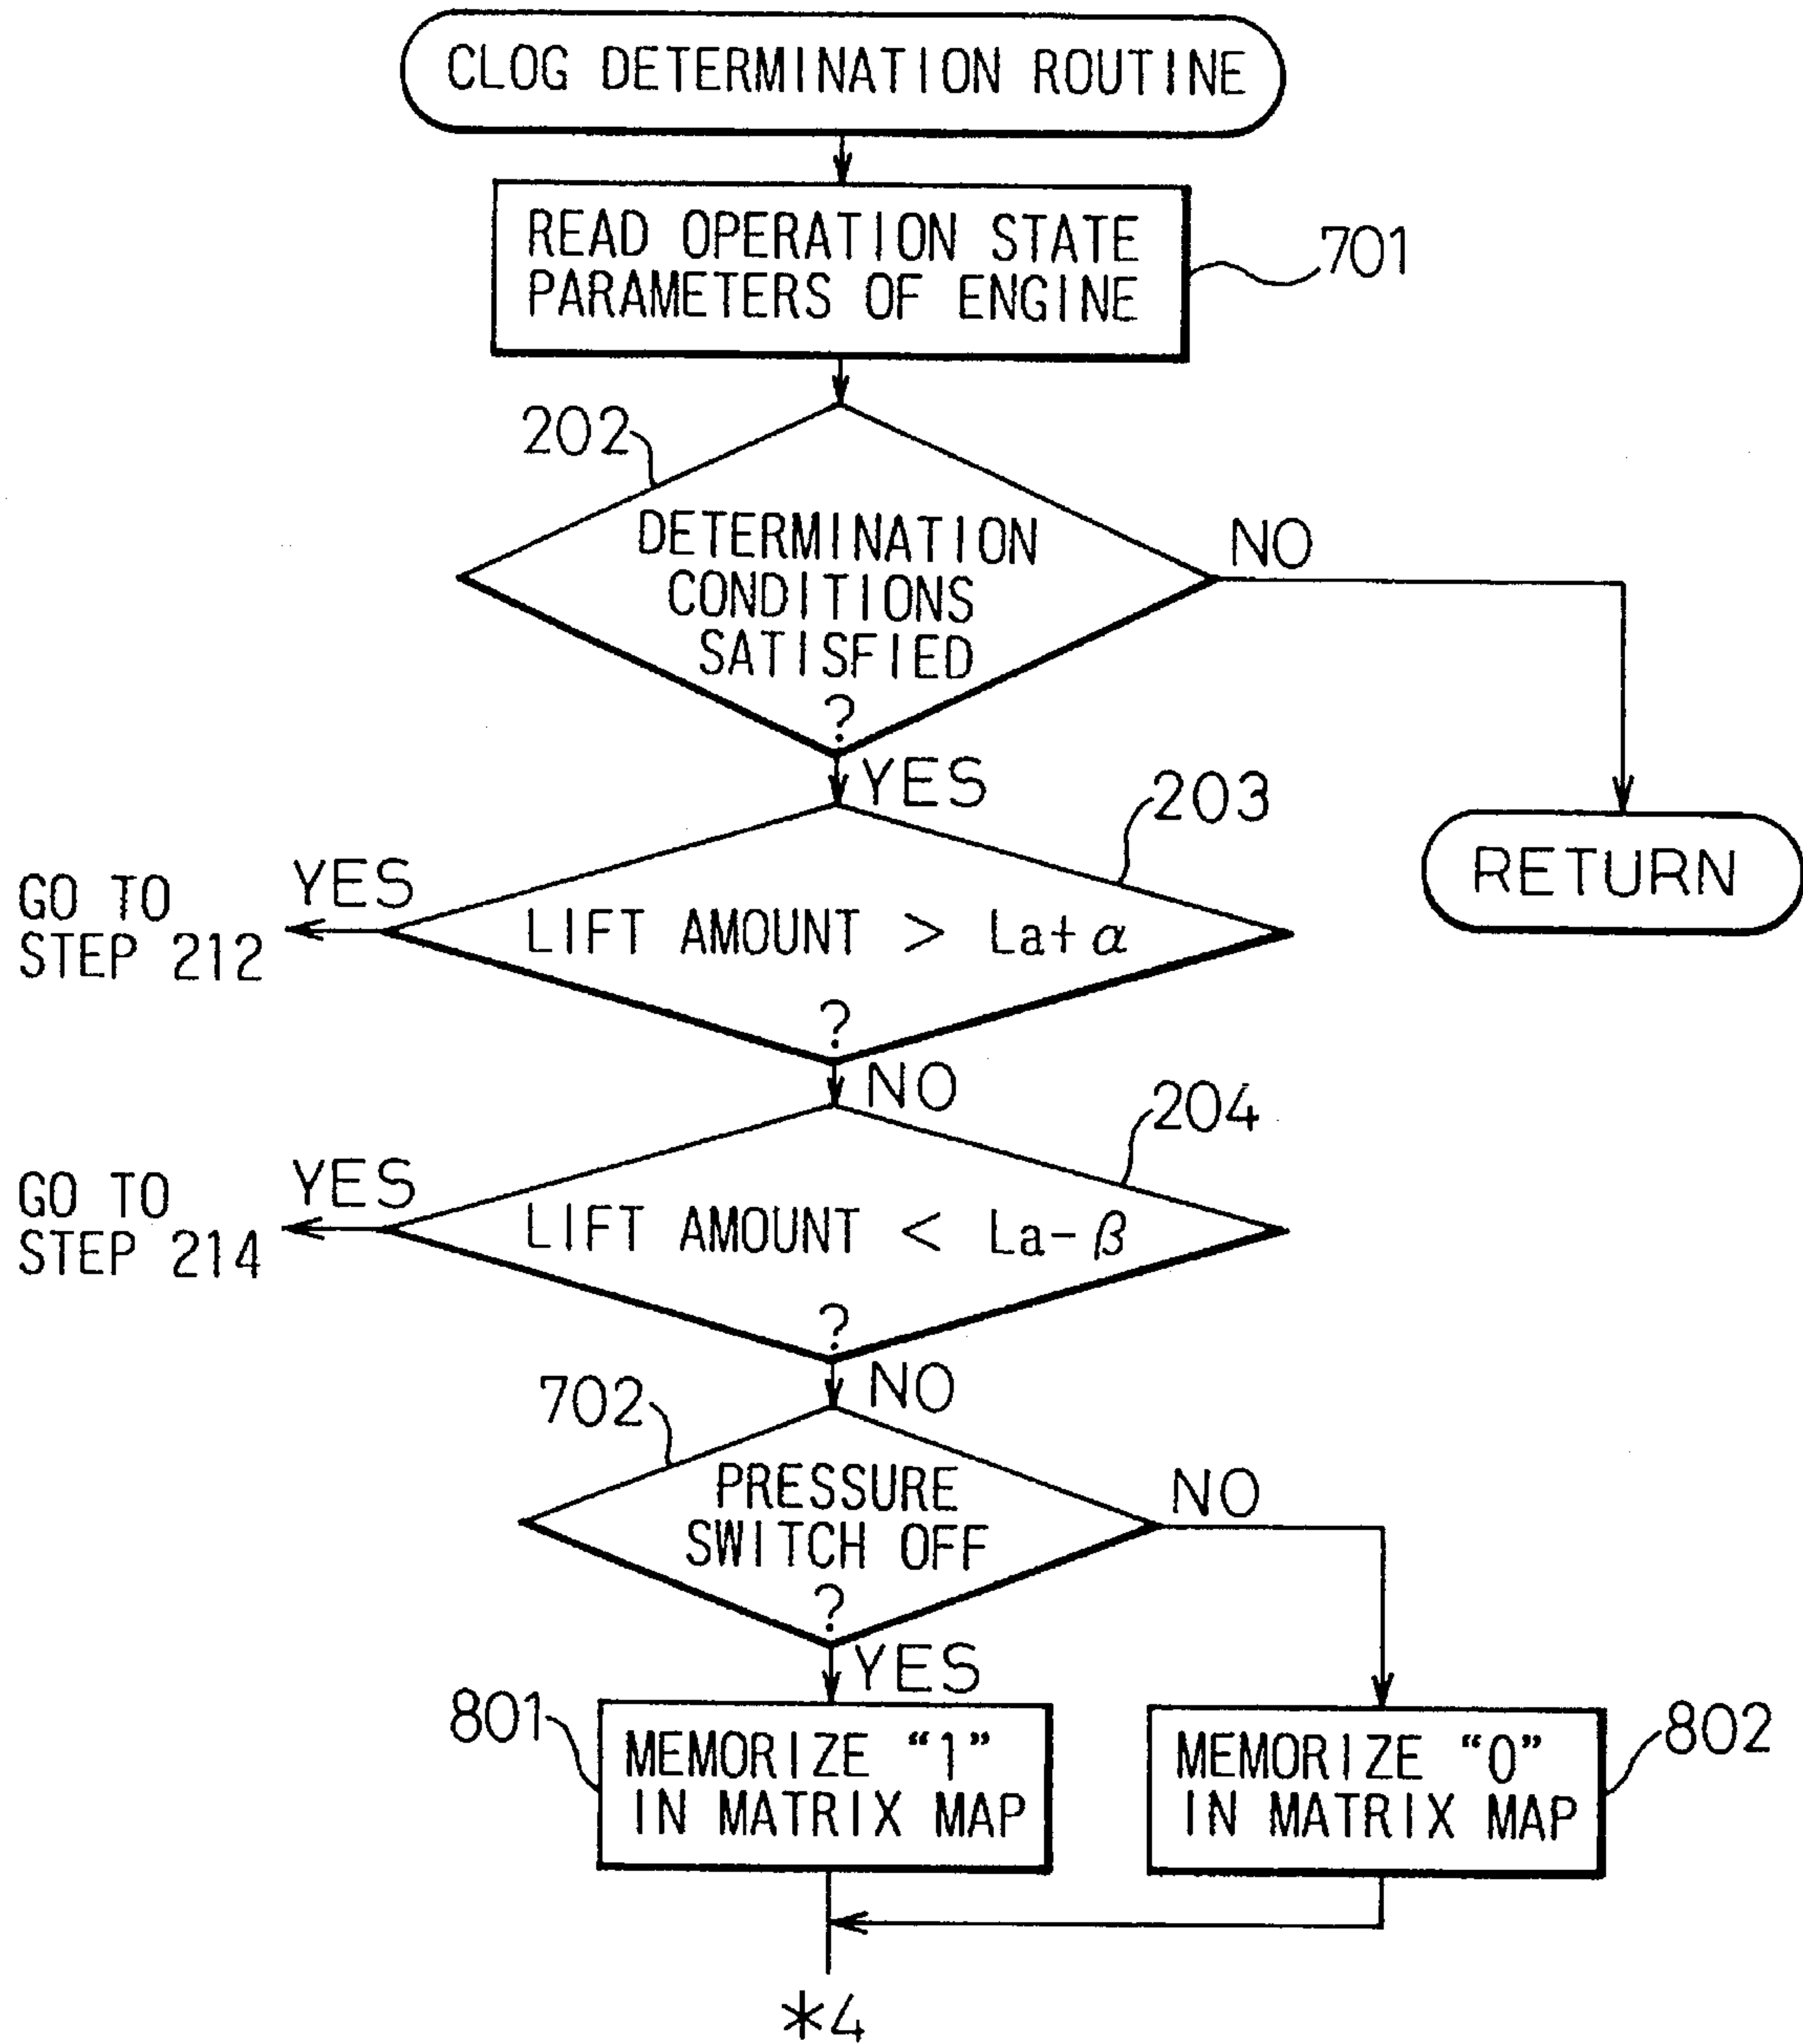 CLOG DETERMINATION ROUTINE
READ OPERATION STATE
PARAMETERS OF ENGINE
701
202
DETERMINATION
CONDITIONS
SATISFIED
?
NO
YES
RETURN
203
LIFT AMOUNT > La+α
?
YES
GO TO
STEP 212
NO
204
LIFT AMOUNT < La-β
?
YES
GO TO
STEP 214
NO
702
PRESSURE
SWITCH OFF
?
NO
YES
801
MEMORIZE “1”
IN MATRIX MAP
MEMORIZE “0”
IN MATRIX MAP
802
*4